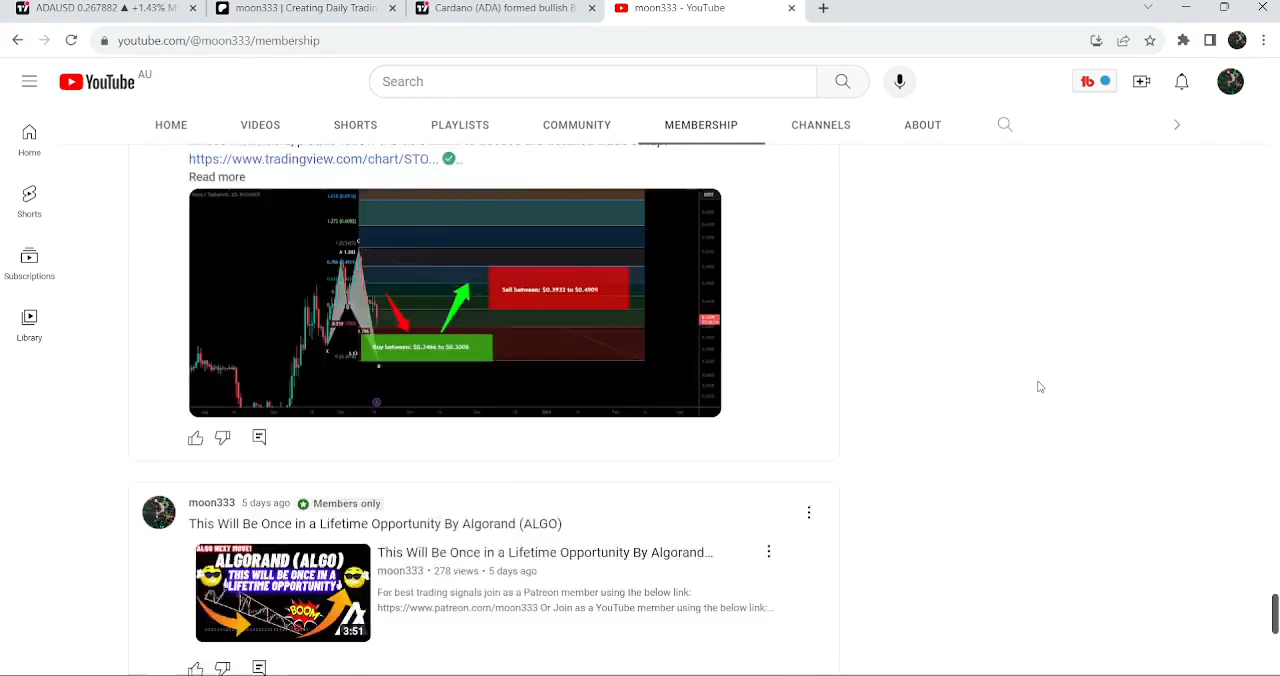 ADAUSD 0.267882 ▲ +1.43%
moon333 | Creating Daily Tradin
Cardano (ADA) formed bullish B
moon333 - YouTube
youtube.com/@moon333/membership
YouTube AU
Search
HOME VIDEOS SHORTS PLAYLISTS COMMUNITY MEMBERSHIP CHANNELS ABOUT
Home
Shorts
Subscriptions
Library
https://www.tradingview.com/chart/STO...
Read more
Sell between: $0.3932 to $0.4909
Buy between: $0.3466 to $0.3008
moon333 5 days ago Members only
This Will Be Once in a Lifetime Opportunity By Algorand (ALGO)
ALGO NEXT MOVE!
ALGORAND (ALGO)
THIS WILL BE ONCE IN A
LIFETIME OPPORTUNITY
BOOM
3:51
This Will Be Once in a Lifetime Opportunity By Algorand...
moon333 • 278 views • 5 days ago
For best trading signals join as a Patreon member using the below link:
https://www.patreon.com/moon333 Or Join as a YouTube member using the below link:...